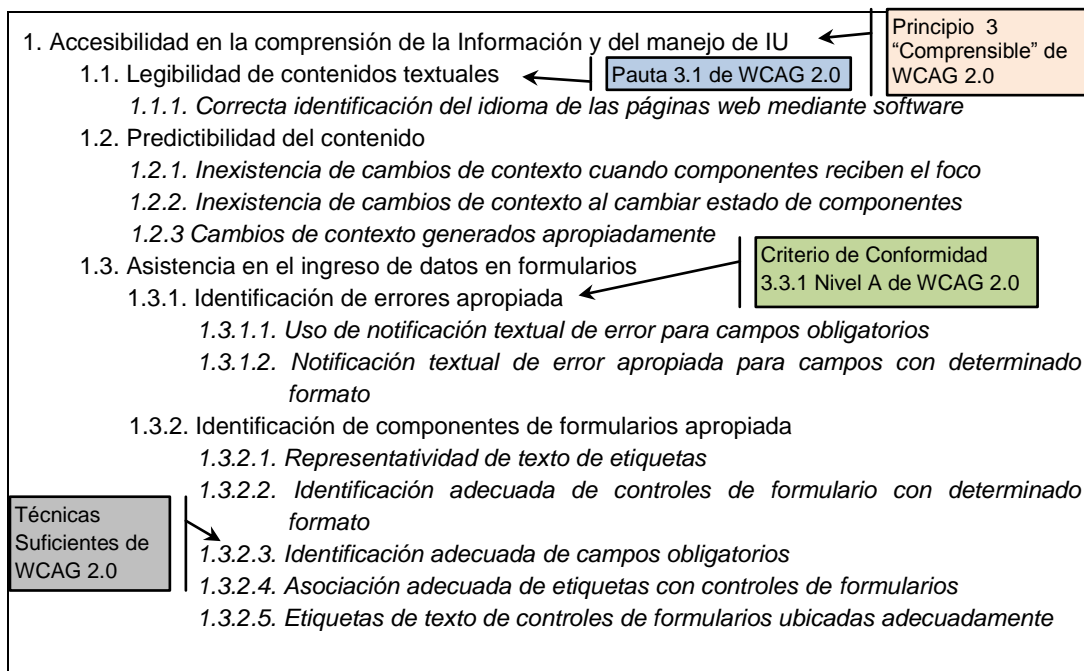 1. Accesibilidad en la comprensión de la Información y del manejo de IU
Principio 3
“Comprensible” de
WCAG 2.0
1.1. Legibilidad de contenidos textuales
Pauta 3.1 de WCAG 2.0
1.1.1. Correcta identificación del idioma de las páginas web mediante software
1.2. Predictibilidad del contenido
1.2.1. Inexistencia de cambios de contexto cuando componentes reciben el foco
1.2.2. Inexistencia de cambios de contexto al cambiar estado de componentes
1.2.3 Cambios de contexto generados apropiadamente
1.3. Asistencia en el ingreso de datos en formularios
Criterio de Conformidad
3.3.1 Nivel A de WCAG 2.0
1.3.1. Identificación de errores apropiada
1.3.1.1. Uso de notificación textual de error para campos obligatorios
1.3.1.2. Notificación textual de error apropiada para campos con determinado
formato
1.3.2. Identificación de componentes de formularios apropiada
1.3.2.1. Representatividad de texto de etiquetas
1.3.2.2. Identificación adecuada de controles de formulario con determinado
formato
Técnicas
Suficientes de
WCAG 2.0
1.3.2.3. Identificación adecuada de campos obligatorios
1.3.2.4. Asociación adecuada de etiquetas con controles de formularios
1.3.2.5. Etiquetas de texto de controles de formularios ubicadas adecuadamente